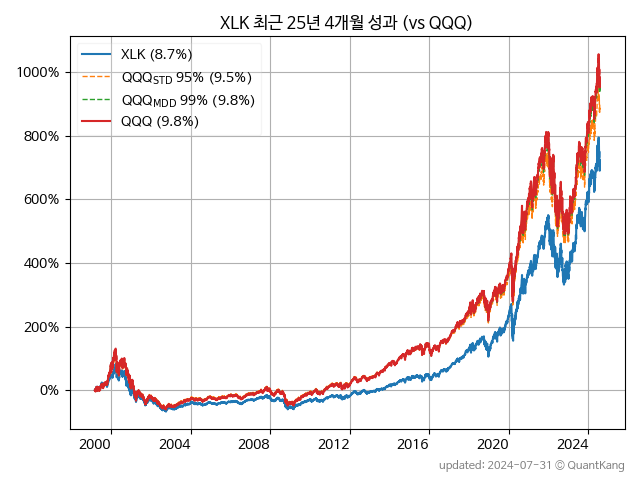 XLK 최근 25년 4개월 성과 (vs QQQ)
XLK (8.7%)
QQQSTD 95% (9.5%)
QQQMDD 99% (9.8%)
QQQ (9.8%)
1000%
800%
600%
400%
200%
0%
2000 2004 2008 2012 2016 2020 2024
updated: 2024-07-31 © QuantKang